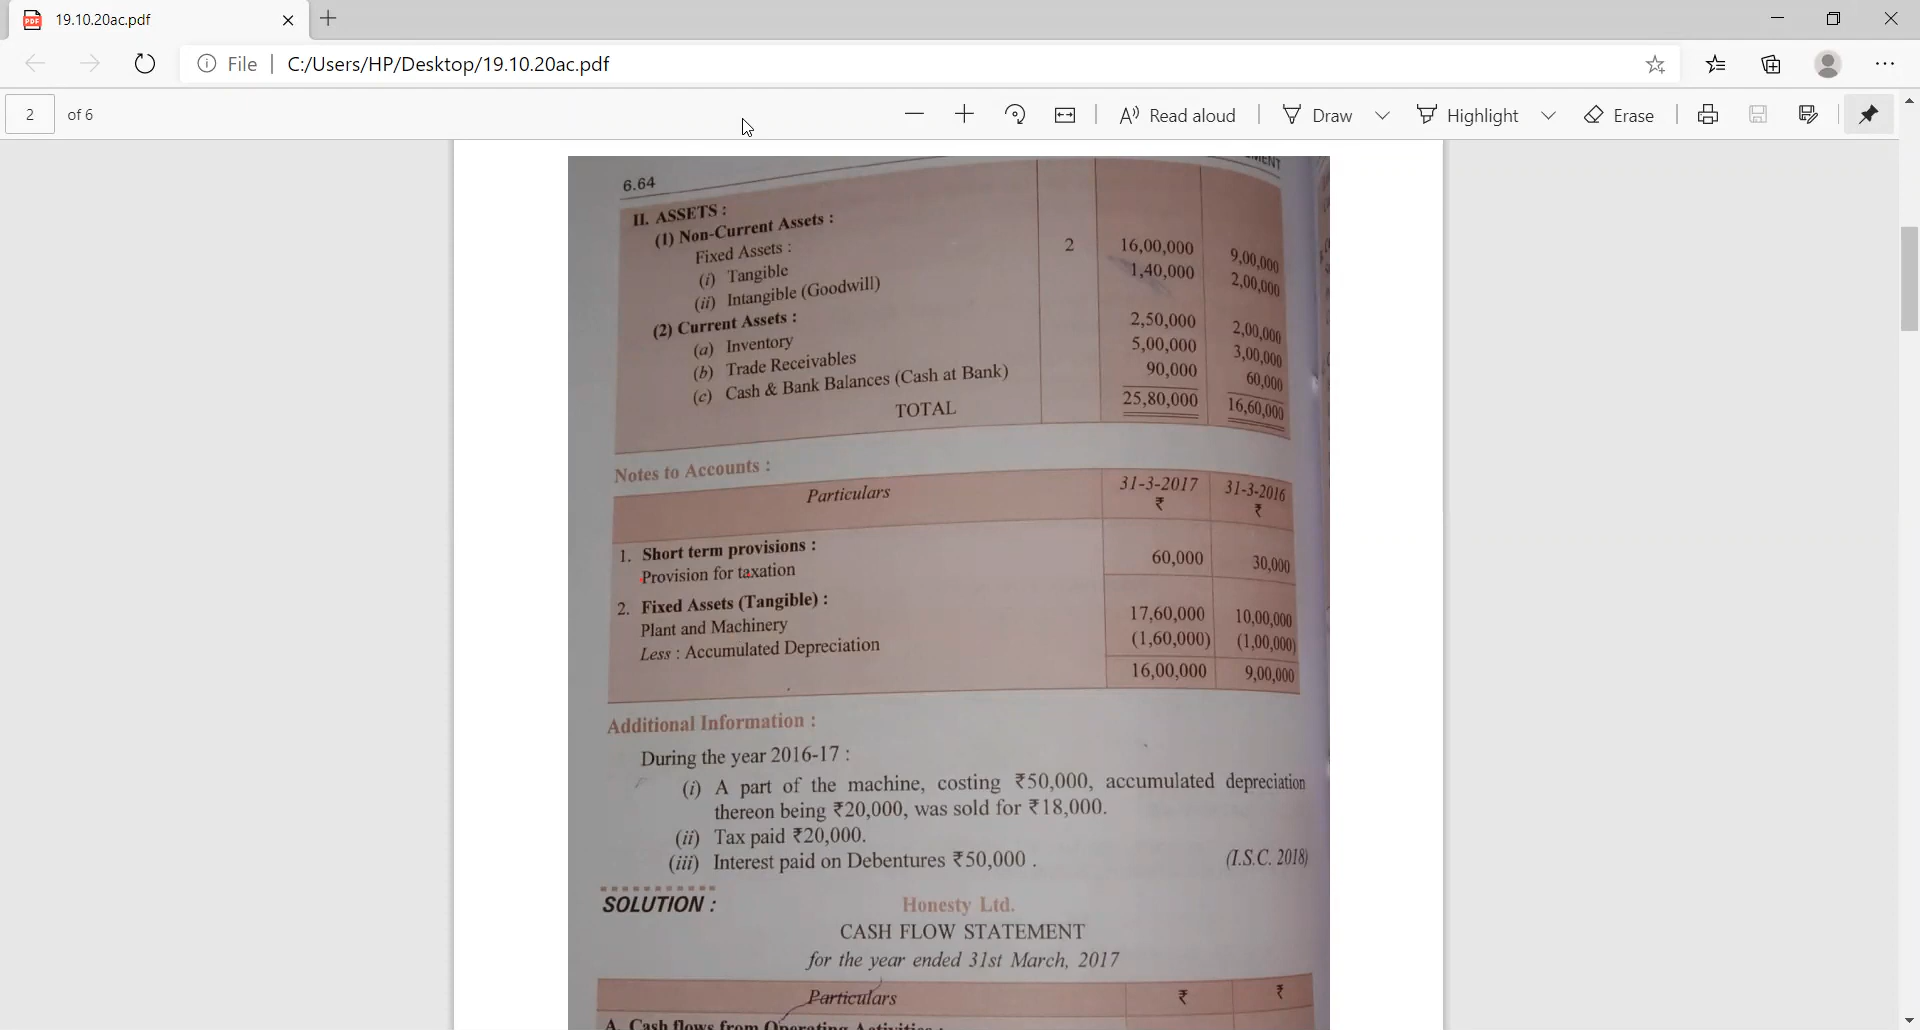 19.10.20ac.pdf
File | C:/Users/HP/Desktop/19.10.20ac.pdf
2 of 6 Read aloud Draw Highlight Erase
6.64
II. ASSETS :
(1) Non-Current Assets :
Fixed Assets : 2
(i) Tangible 16,00,000 9,00,000
(ii) Intangible (Goodwill) 1,40,000 2,00,000
(2) Current Assets :
(a) Inventory 2,50,000 2,00,000
(b) Trade Receivables 5,00,000 3,00,000
(c) Cash & Bank Balances (Cash at Bank) 90,000 60,000
TOTAL 25,80,000 16,60,000
Notes to Accounts :
Particulars 31-3-2017 31-3-2016
₹ ₹
1. Short term provisions :
Provision for taxation 60,000 30,000
2. Fixed Assets (Tangible) :
Plant and Machinery 17,60,000 10,00,000
Less : Accumulated Depreciation (1,60,000) (1,00,000)
16,00,000 9,00,000
Additional Information :
During the year 2016-17 :
(i) A part of the machine, costing ₹50,000, accumulated depreciation
thereon being ₹20,000, was sold for ₹18,000.
(ii) Tax paid ₹20,000.
(iii) Interest paid on Debentures ₹50,000 . (I.S.C. 2018)
SOLUTION : Honesty Ltd.
CASH FLOW STATEMENT
for the year ended 31st March, 2017
Particulars ₹ ₹
A. Cash flows from Operating Activities :